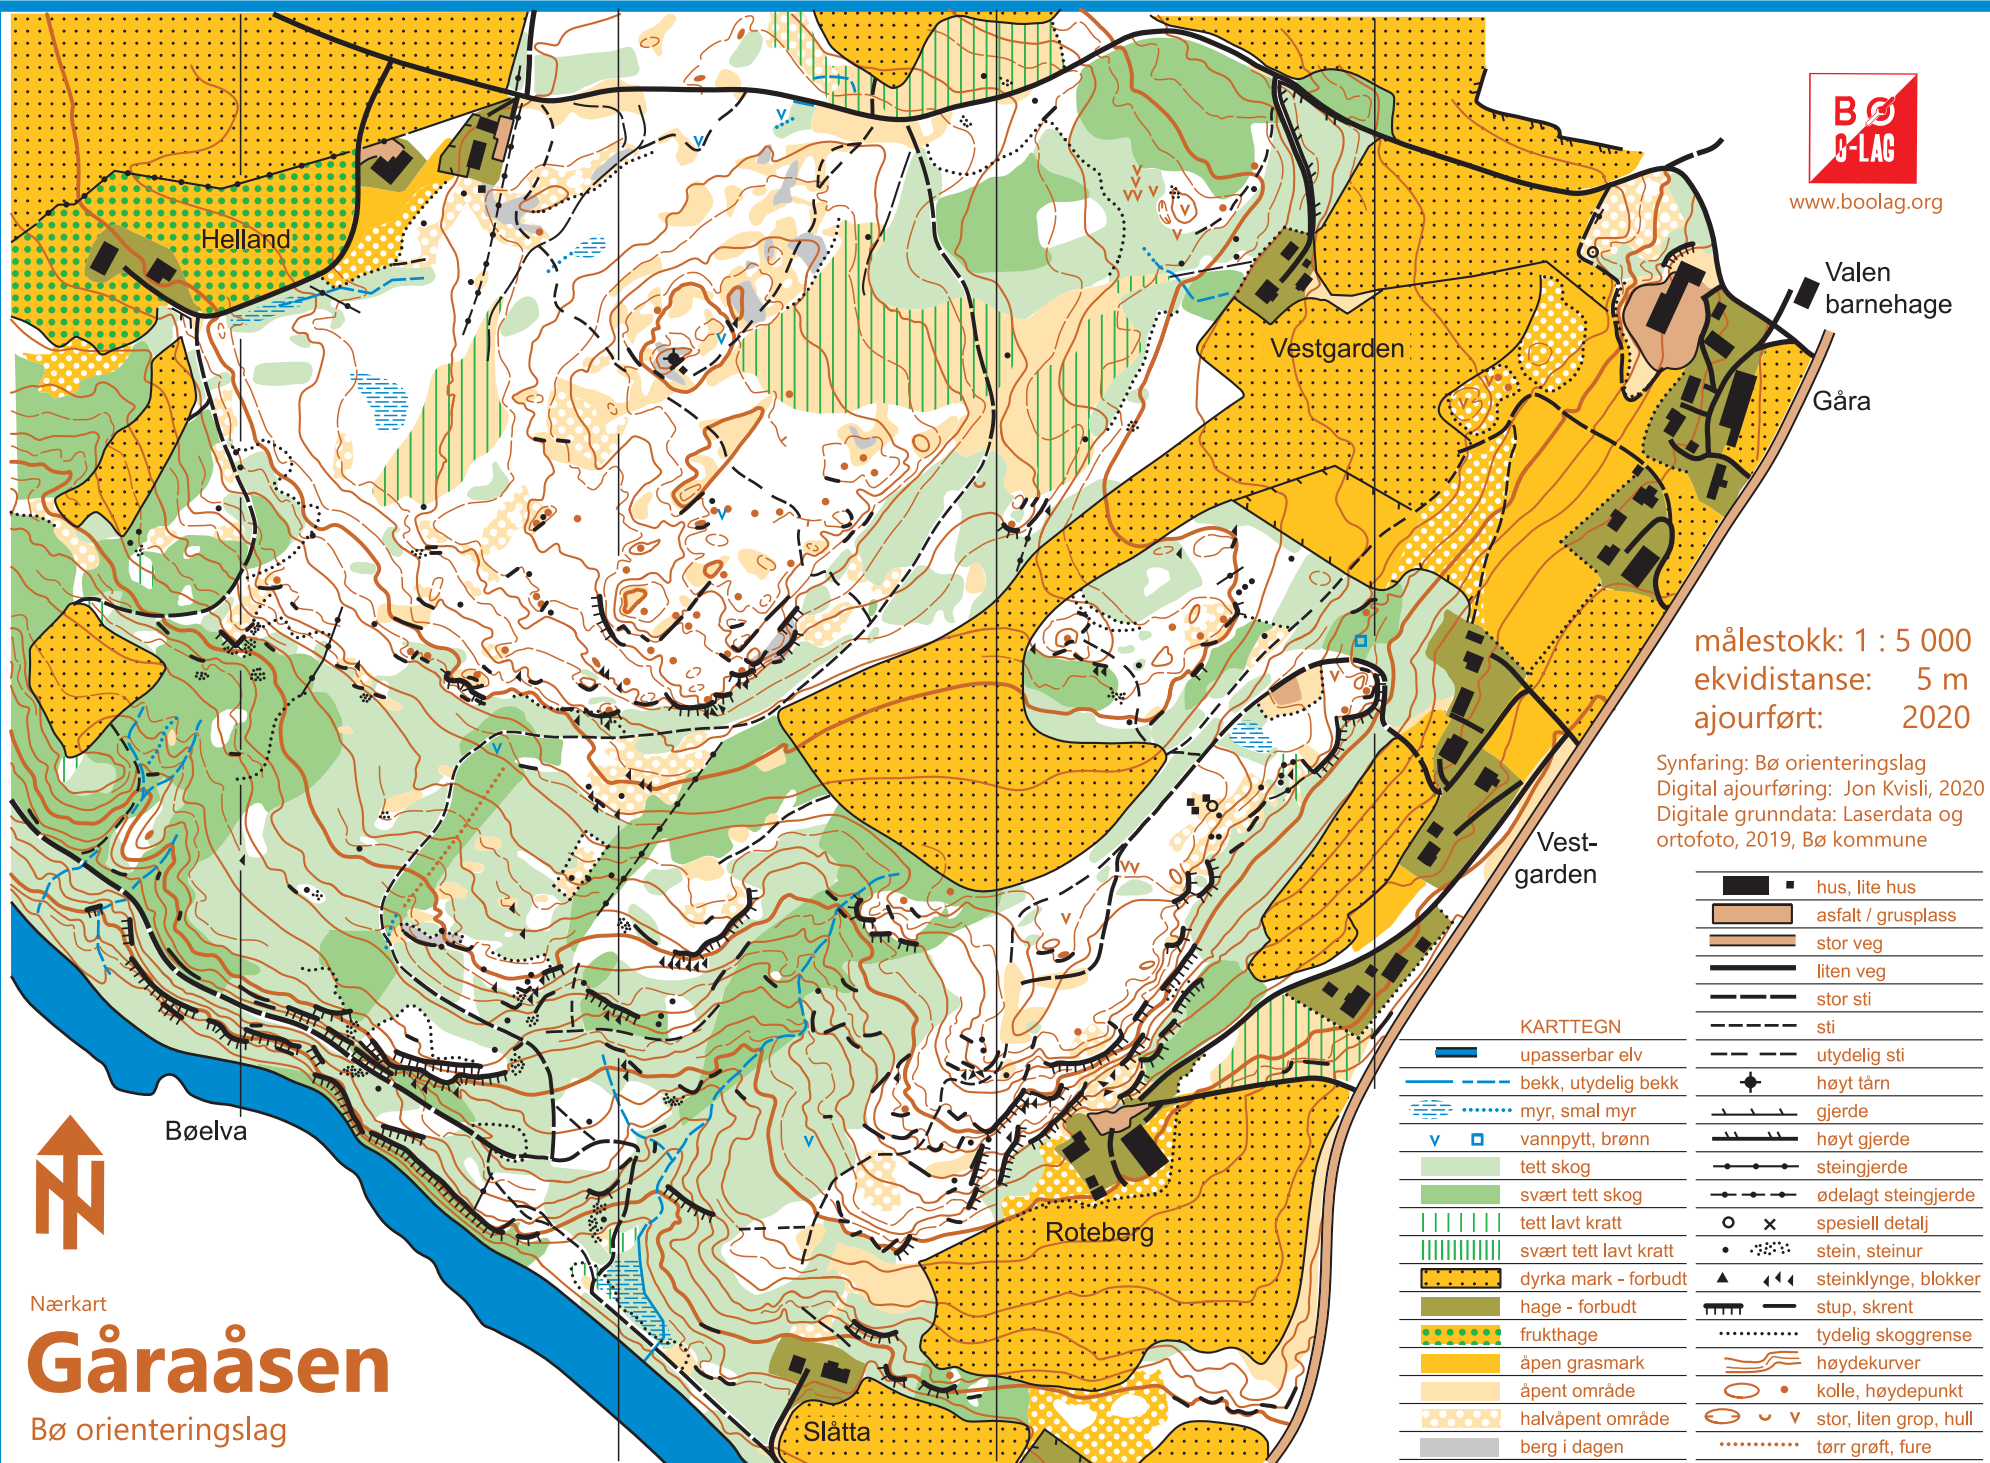 BØ
O-LAG
www.boolag.org
Helland
Valen
barnehage
Vestgarden
Gåra
målestokk: 1 : 5 000
ekvidistanse: 5 m
ajourført: 2020
Synfaring: Bø orienteringslag
Digital ajourføring: Jon Kvisli, 2020
Digitale grunndata: Laserdata og
ortofoto, 2019, Bø kommune
Vest-
garden
Bøelva
Roteberg
Slåtta
Nærkart
Gåraåsen
Bø orienteringslag
KARTTEGN
upasserbar elv
bekk, utydelig bekk
myr, smal myr
vannpytt, brønn
tett skog
svært tett skog
tett lavt kratt
svært tett lavt kratt
dyrka mark - forbudt
hage - forbudt
frukthage
åpen grasmark
åpent område
halvåpent område
berg i dagen
hus, lite hus
asfalt / grusplass
stor veg
liten veg
stor sti
sti
utydelig sti
høyt tårn
gjerde
høyt gjerde
steingjerde
ødelagt steingjerde
spesiell detalj
stein, steinur
steinklynge, blokker
stup, skrent
tydelig skoggrense
høydekurver
kolle, høydepunkt
stor, liten grop, hull
tørr grøft, fure